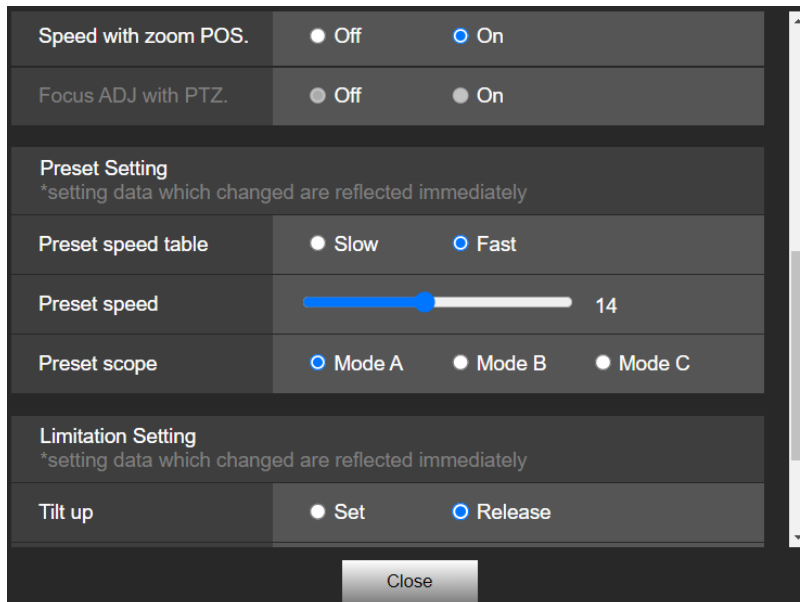 Speed with zoom POS. Off On
Focus ADJ with PTZ. Off On
Preset Setting
*setting data which changed are reflected immediately
Preset speed table Slow Fast
Preset speed 14
Preset scope Mode A Mode B Mode C
Limitation Setting
*setting data which changed are reflected immediately
Tilt up Set Release
Close